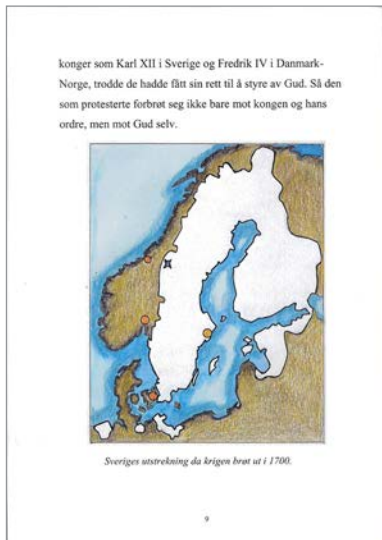 konger som Karl XII i Sverige og Fredrik IV i Danmark-
Norge, trodde de hadde fått sin rett til å styre av Gud. Så den
som protesterte forbrøt seg ikke bare mot kongen og hans
ordre, men mot Gud selv.
Sveriges utstrekning da krigen brøt ut i 1700.
9